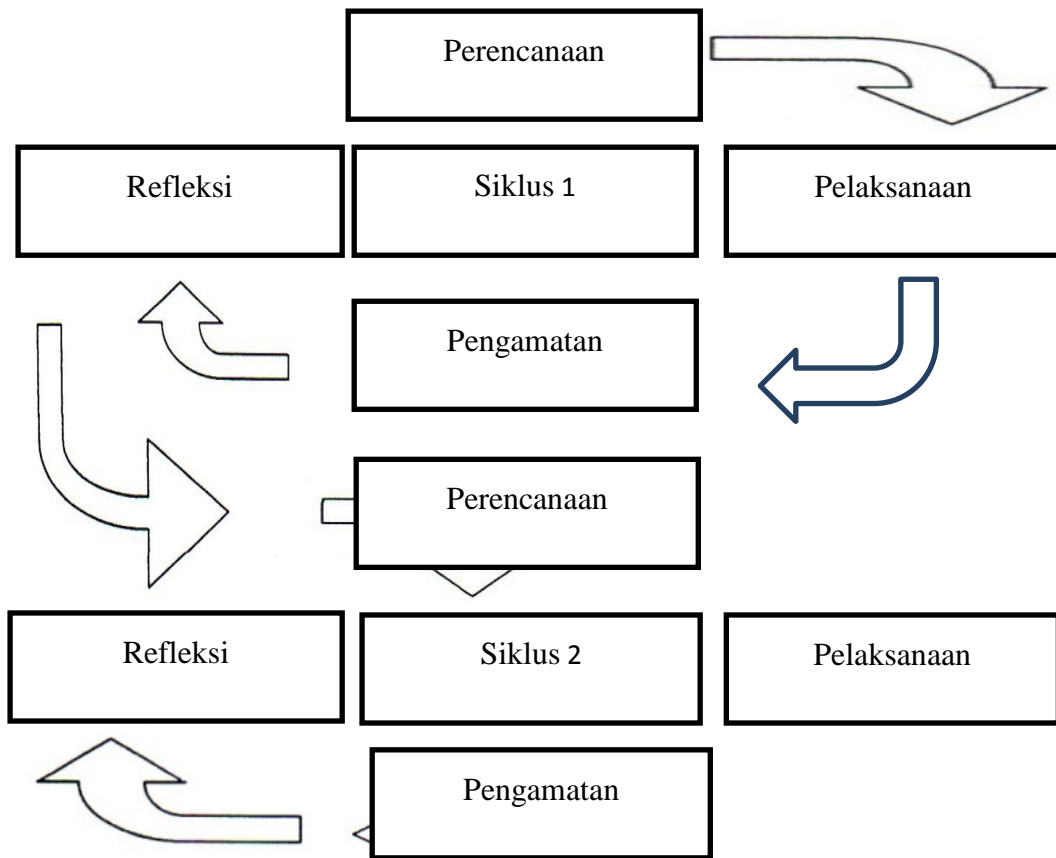 Perencanaan
Refleksi
Siklus 1
Pelaksanaan
Pengamatan
Perencanaan
Refleksi
Siklus 2
Pelaksanaan
Pengamatan